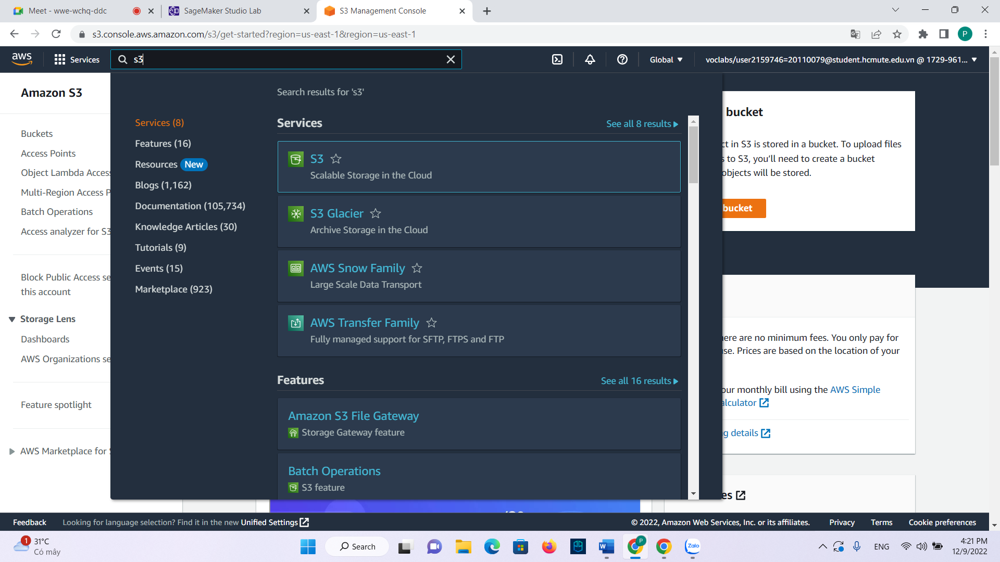 Meet - wwe-wchq-ddc
SageMaker Studio Lab
S3 Management Console
s3.console.aws.amazon.com/s3/get-started?region=us-east-1&region=us-east-1
P
aws
Services
s3
Global
voclabs/user2159746=20110079@student.hcmute.edu.vn @ 1729-961...
Amazon S3
Buckets
Access Points
Object Lambda Acces
Multi-Region Access P
Batch Operations
Access analyzer for S3
Block Public Access se
this account
Storage Lens
Dashboards
AWS Organizations se
Feature spotlight
AWS Marketplace for
Search results for 's3'
Services (8)
Features (16)
Resources New
Blogs (1,162)
Documentation (105,734)
Knowledge Articles (30)
Tutorials (9)
Events (15)
Marketplace (923)
Services
See all 8 results
S3
Scalable Storage in the Cloud
S3 Glacier
Archive Storage in the Cloud
AWS Snow Family
Large Scale Data Transport
AWS Transfer Family
Fully managed support for SFTP, FTPS and FTP
Features
See all 16 results
Amazon S3 File Gateway
Storage Gateway feature
Batch Operations
S3 feature
bucket
ct in S3 is stored in a bucket. To upload files
s to S3, you'll need to create a bucket
objects will be stored.
bucket
ere are no minimum fees. You only pay for
se. Prices are based on the location of your
our monthly bill using the AWS Simple
alculator
g details
es
Feedback
Looking for language selection? Find it in the new Unified Settings
© 2022, Amazon Web Services, Inc. or its affiliates.
Privacy
Terms
Cookie preferences
1
31°C
Có mây
Search
P
Zalo
ENG
4:21 PM
12/9/2022